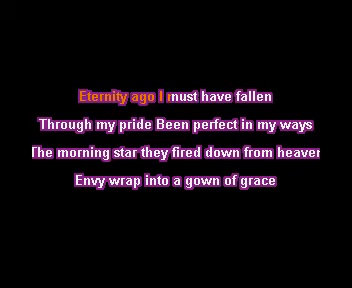 Eternity ago I must have fallen
Through my pride Been perfect in my ways
The morning star they fired down from heaven
Envy wrap into a gown of grace